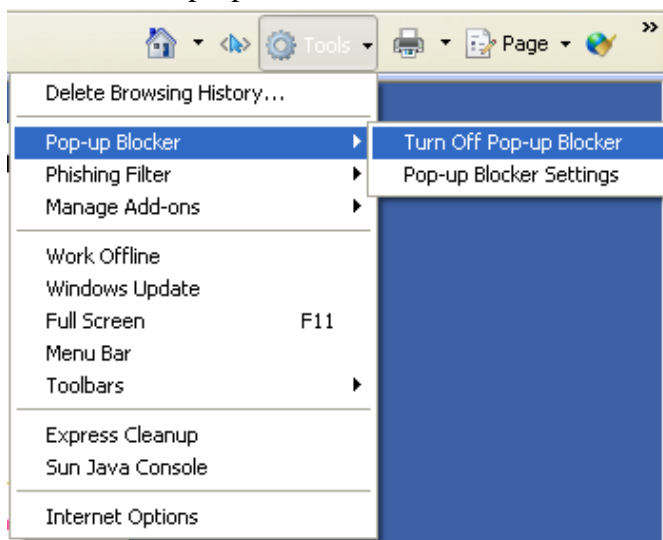 Tools
Page
»
Delete Browsing History...
Pop-up Blocker
Turn Off Pop-up Blocker
Phishing Filter
Pop-up Blocker Settings
Manage Add-ons
Work Offline
Windows Update
Full Screen F11
Menu Bar
Toolbars
Express Cleanup
Sun Java Console
Internet Options